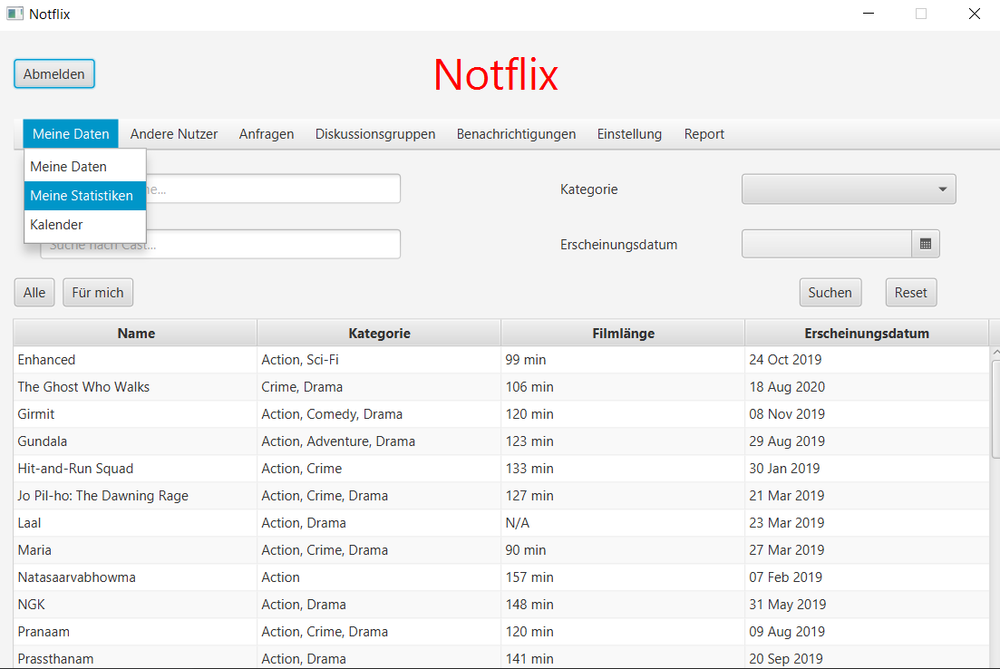 Notflix
Abmelden
Notflix
Meine Daten Andere Nutzer Anfragen Diskussionsgruppen Benachrichtigungen Einstellung Report
Meine Daten
Meine Statistiken
Kalender
e...
Kategorie
Suche nach Cast...
Erscheinungsdatum
Alle Für mich Suchen Reset
Name Kategorie Filmlänge Erscheinungsdatum
Enhanced Action, Sci-Fi 99 min 24 Oct 2019
The Ghost Who Walks Crime, Drama 106 min 18 Aug 2020
Girmit Action, Comedy, Drama 120 min 08 Nov 2019
Gundala Action, Adventure, Drama 123 min 29 Aug 2019
Hit-and-Run Squad Action, Crime 133 min 30 Jan 2019
Jo Pil-ho: The Dawning Rage Action, Crime, Drama 127 min 21 Mar 2019
Laal Action, Drama N/A 23 Mar 2019
Maria Action, Crime, Drama 90 min 27 Mar 2019
Natasaarvabhowma Action 157 min 07 Feb 2019
NGK Action, Drama 148 min 31 May 2019
Pranaam Action, Crime, Drama 120 min 09 Aug 2019
Prassthanam Action, Drama 141 min 20 Sep 2019